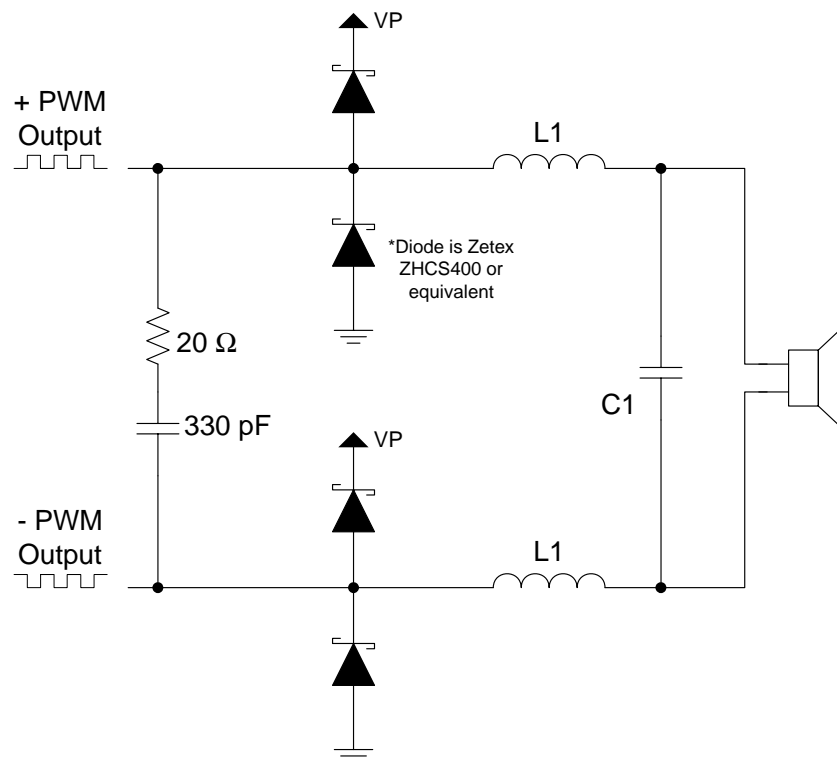 VP
+ PWM
Output
L1
*Diode is Zetex
ZHCS400 or
equivalent
20 Ω
C1
330 pF
VP
- PWM
Output
L1